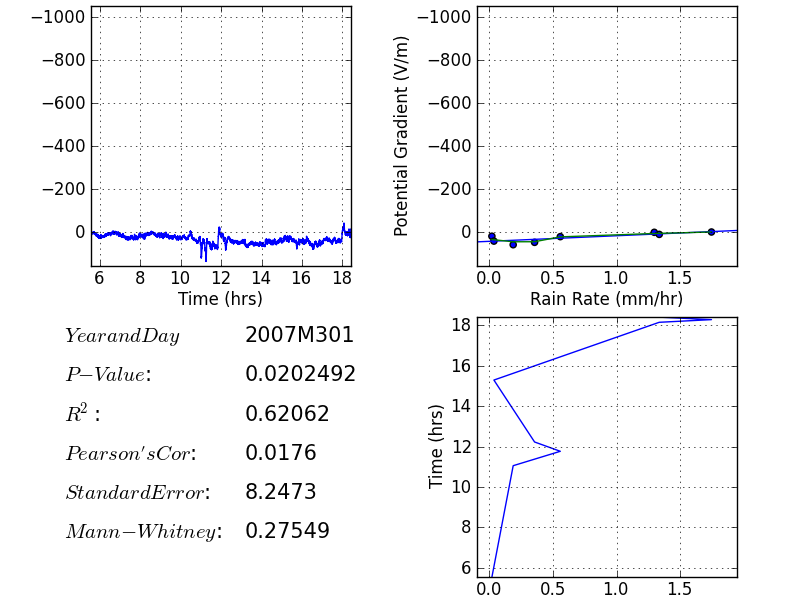 −1000
−800
−600
−400
−200
0
6 8 10 12 14 16 18
Time (hrs)
Potential Gradient (V/m)
−1000
−800
−600
−400
−200
0
0.0 0.5 1.0 1.5
Rain Rate (mm/hr)
YearandDay 2007M301
P−Value: 0.0202492
R²: 0.62062
Pearson'sCor: 0.0176
StandardError: 8.2473
Mann−Whitney: 0.27549
Time (hrs)
18
16
14
12
10
8
6
0.0 0.5 1.0 1.5